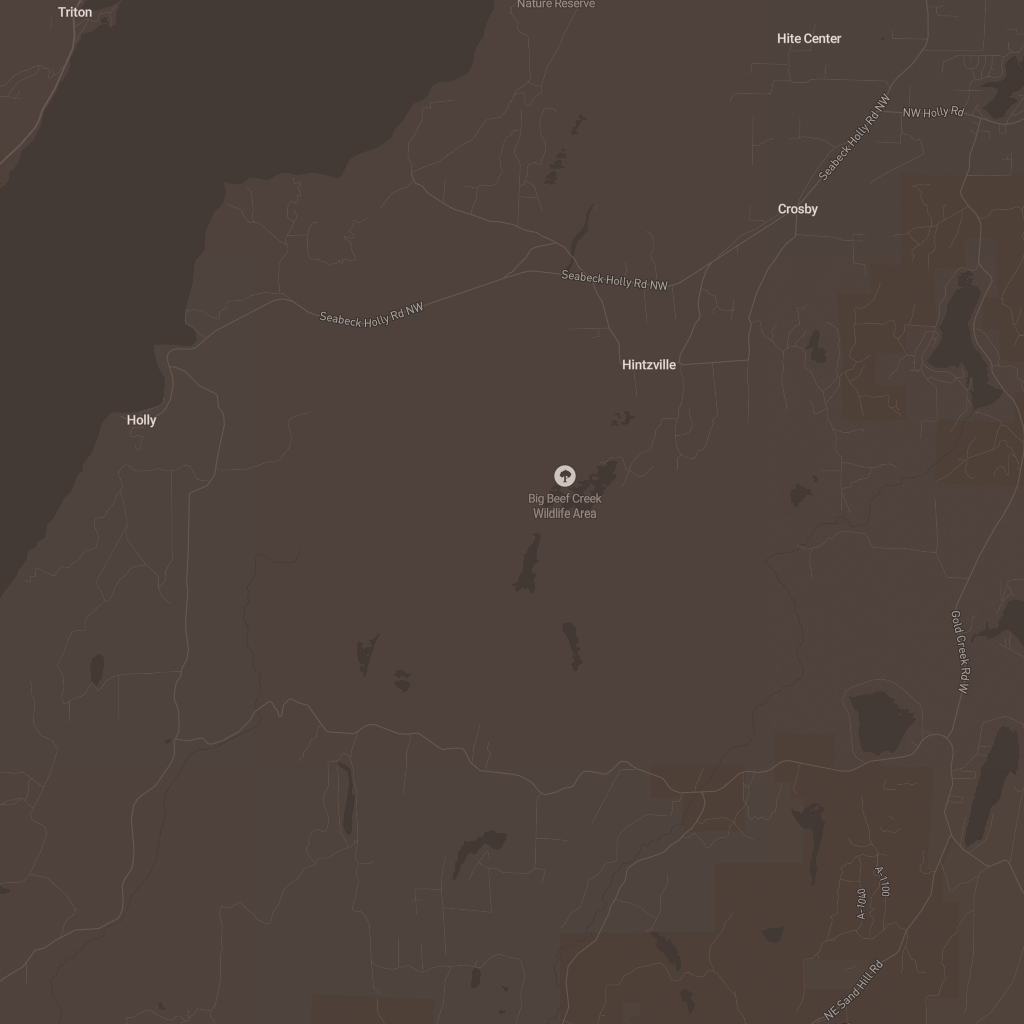 Nature Reserve
Triton
Hite Center
NW Holly Rd
Seabeck Holly Rd NW
Crosby
Seabeck Holly Rd NW
Seabeck Holly Rd NW
Hintzville
Holly
Big Beef Creek
Wildlife Area
Gold Creek Rd W
A-1100
A-1040
NE Sand Hill Rd